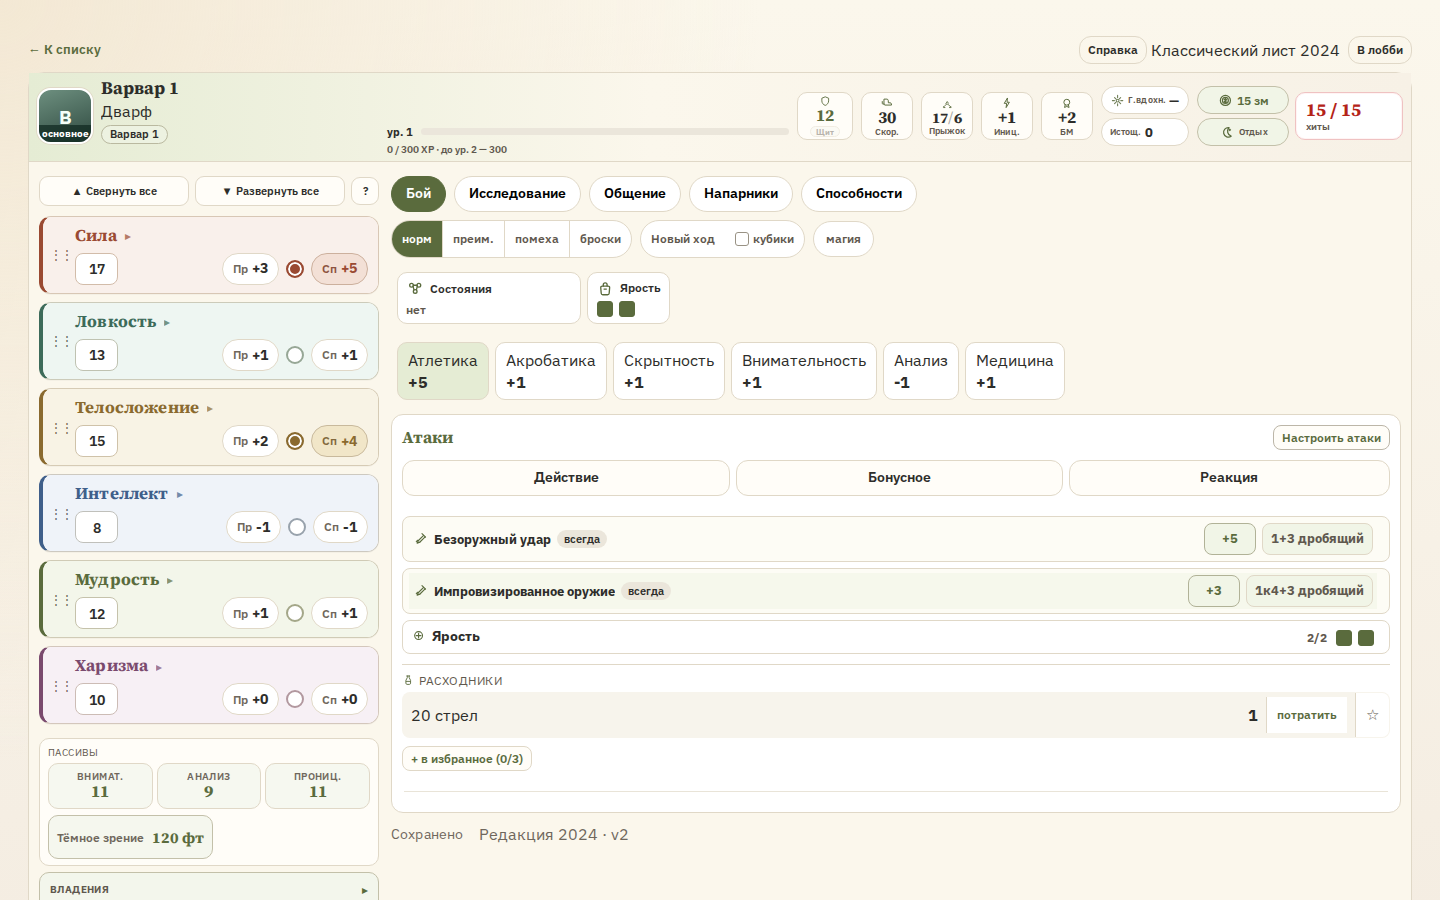 ← К списку
Справка Классический лист 2024 В лобби
В
основное
Варвар 1
Дварф
Варвар 1
ур. 1
0 / 300 XP · до ур. 2 — 300
12
Щит
30
Скор.
17/6
Прыжок
+1
Иниц.
+2
БМ
Г.вдохн. —
Истощ. 0
15 зм
Отдых
15 / 15
хиты
▲ Свернуть все
▼ Развернуть все
?
Сила ▸
17
Пр +3
Сп +5
Ловкость ▸
13
Пр +1
Сп +1
Телосложение ▸
15
Пр +2
Сп +4
Интеллект ▸
8
Пр -1
Сп -1
Мудрость ▸
12
Пр +1
Сп +1
Харизма ▸
10
Пр +0
Сп +0
ПАССИВЫ
ВНИМАТ.
11
АНАЛИЗ
9
ПРОНИЦ.
11
Тёмное зрение 120 фт
ВЛАДЕНИЯ ▸
Бой
Исследование
Общение
Напарники
Способности
норм
преим.
помеха
броски
Новый ход
кубики
магия
Состояния
нет
Ярость
Атлетика
+5
Акробатика
+1
Скрытность
+1
Внимательность
+1
Анализ
-1
Медицина
+1
Атаки
Настроить атаки
Действие
Бонусное
Реакция
Безоружный удар всегда
+5
1+3 дробящий
Импровизированное оружие всегда
+3
1к4+3 дробящий
Ярость
2/2
РАСХОДНИКИ
20 стрел
1
потратить
☆
+ в избранное (0/3)
Сохранено Редакция 2024 · v2